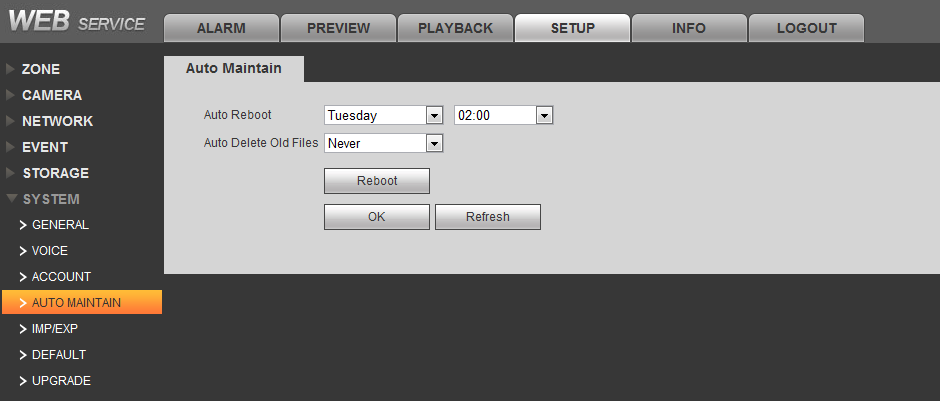 WEB SERVICE
ALARM PREVIEW PLAYBACK SETUP INFO LOGOUT
ZONE
CAMERA
NETWORK
EVENT
STORAGE
SYSTEM
GENERAL
VOICE
ACCOUNT
AUTO MAINTAIN
IMP/EXP
DEFAULT
UPGRADE
Auto Maintain
Auto Reboot Tuesday 02:00
Auto Delete Old Files Never
Reboot
OK Refresh